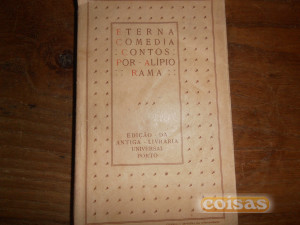 ETERNA
COMEDIA
CONTOS
POR - ALIPIO
RAMA
EDIÇÃO - DA
ANTIGA - LIVRARIA
UNIVERSAL
PORTO
coisas